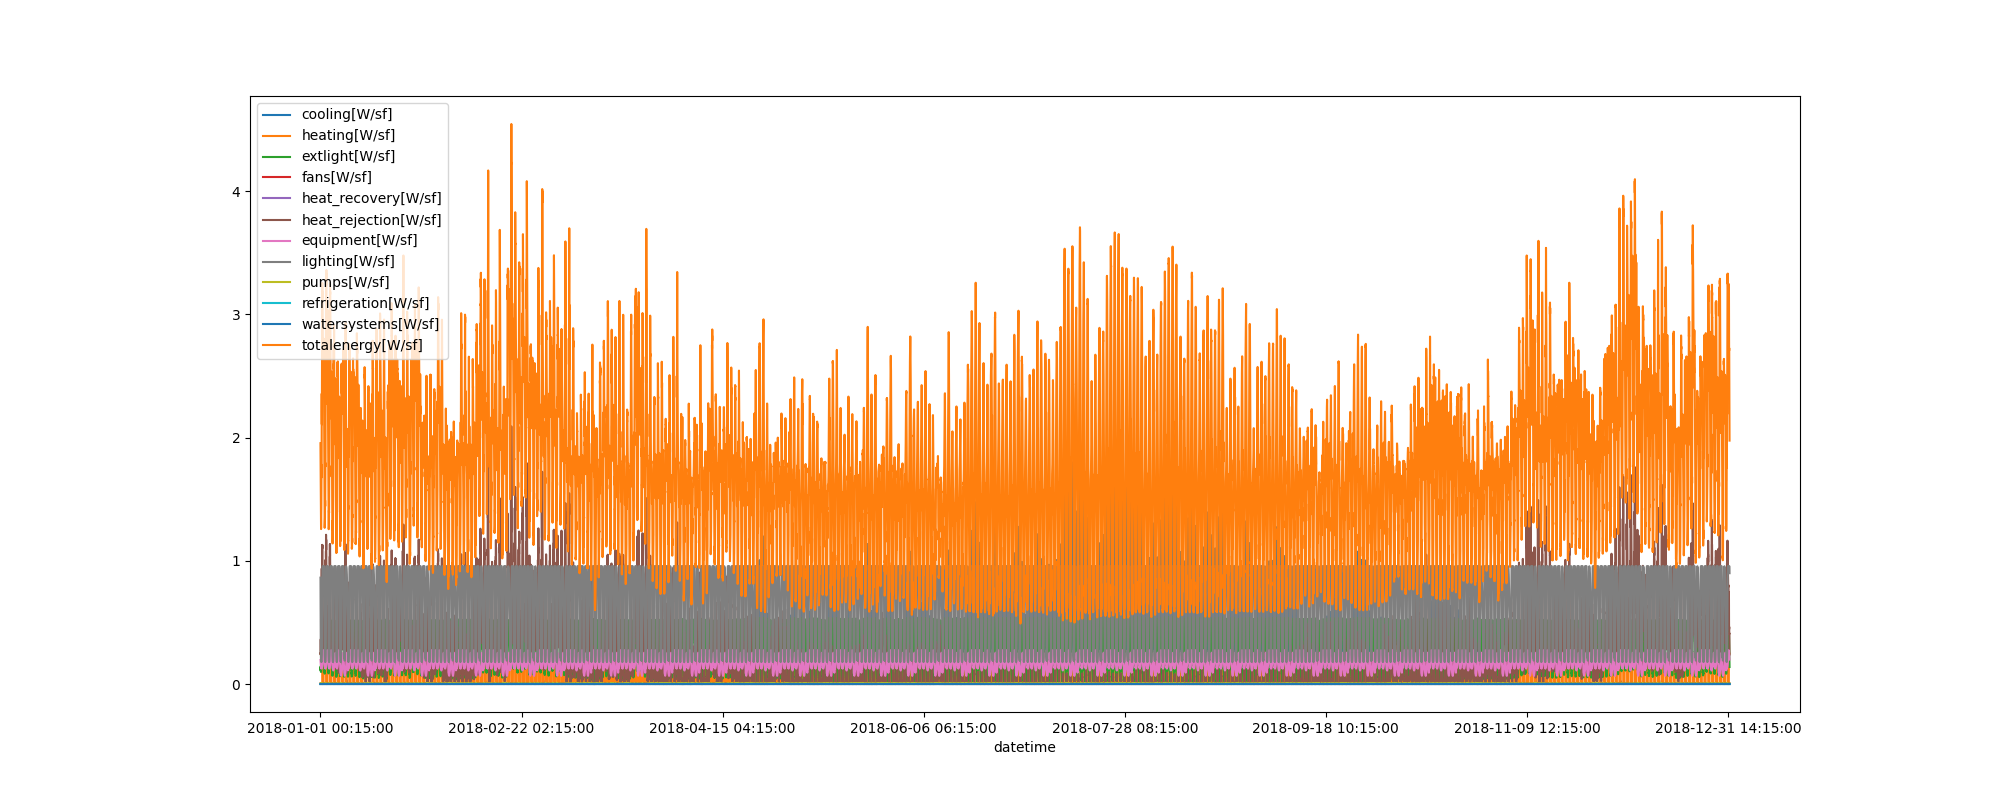 cooling[W/sf]
heating[W/sf]
extlight[W/sf]
fans[W/sf]
heat_recovery[W/sf]
heat_rejection[W/sf]
equipment[W/sf]
lighting[W/sf]
pumps[W/sf]
refrigeration[W/sf]
watersystems[W/sf]
totalenergy[W/sf]
4
3
2
1
0
2018-01-01 00:15:00 2018-02-22 02:15:00 2018-04-15 04:15:00 2018-06-06 06:15:00 2018-07-28 08:15:00 2018-09-18 10:15:00 2018-11-09 12:15:00 2018-12-31 14:15:00
datetime